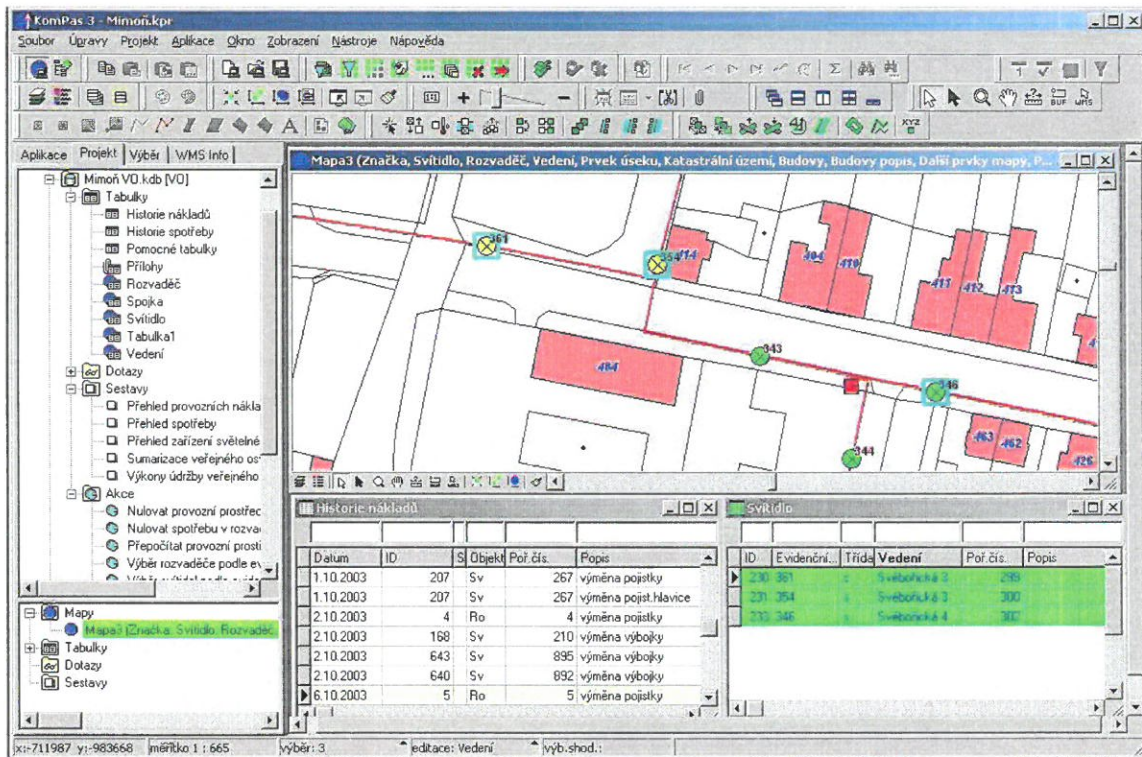 KomPas 3 - Mimoň.kpr
Soubor Úpravy Projekt Aplikace Okno Zobrazení Nástroje Nápověda
BUF WMS
XYZ
Aplikace Projekt Výběr WMS Info
Mimoň VO.kdb [VO]
Tabulky
Historie nákladů
Historie spotřeby
Pomocné tabulky
Přílohy
Rozvaděč
Spojka
Svítidlo
Tabulka1
Vedení
Dotazy
Sestavy
Přehled provozních nákla
Přehled spotřeby
Přehled zařízení světelné
Sumarizace veřejného os
Výkony údržby veřejného
Akce
Nulovat provozní prostřec
Nulovat spotřebu v rozva
Přepočítat provozní prosti
Výběr rozvaděče podle ev
Mapy
Mapa3 (Značka, Svítidlo, Rozvaděč,
Tabulky
Dotazy
Sestavy
Mapa3 (Značka, Svítidlo, Rozvaděč, Vedení, Prvek úseku, Katastrální území, Budovy, Budovy popis, Další prvky mapy, P...
361
354
414
404
410
411
412
413
484
343
346
344
463
462
426
Historie nákladů
Datum ID S Objekt Poř.čís. Popis
1.10.2003 207 Sv 267 výměna pojistky
1.10.2003 207 Sv 267 výměna pojist.hlavice
2.10.2003 4 Ro 4 výměna pojistky
2.10.2003 168 Sv 210 výměna výbojky
2.10.2003 643 Sv 895 výměna výbojky
2.10.2003 640 Sv 892 výměna výbojky
6.10.2003 5 Ro 5 výměna pojistky
Svítidlo
ID Evidenční... Třída Vedení Poř.čís. Popis
230 361 Svébořická 3 299
231 354 Svébořická 3 300
233 346 Svébořická 4 302
x:-711987 y:-983668 měřítko 1 : 665 výběr: 3 editace: Vedení výb.shod.: